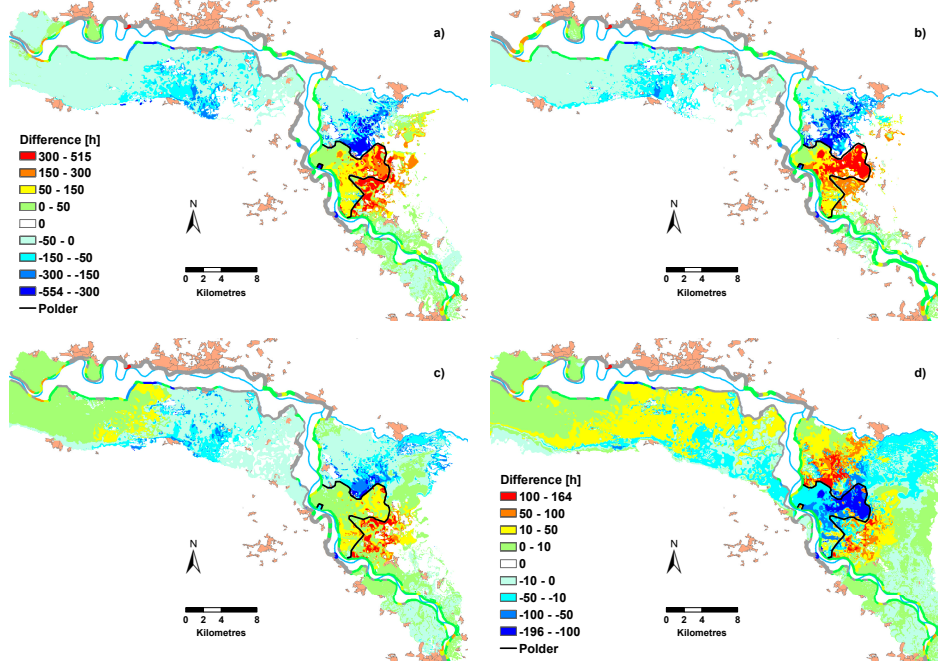 a)
Difference [h]
300 - 515
150 - 300
50 - 150
0 - 50
0
-50 - 0
-150 - -50
-300 - -150
-554 - -300
Polder
N
0 2 4 8
Kilometres
b)
N
0 2 4 8
Kilometres
c)
N
0 2 4 8
Kilometres
d)
Difference [h]
100 - 164
50 - 100
10 - 50
0 - 10
0
-10 - 0
-50 - -10
-100 - -50
-196 - -100
Polder
N
0 2 4 8
Kilometres